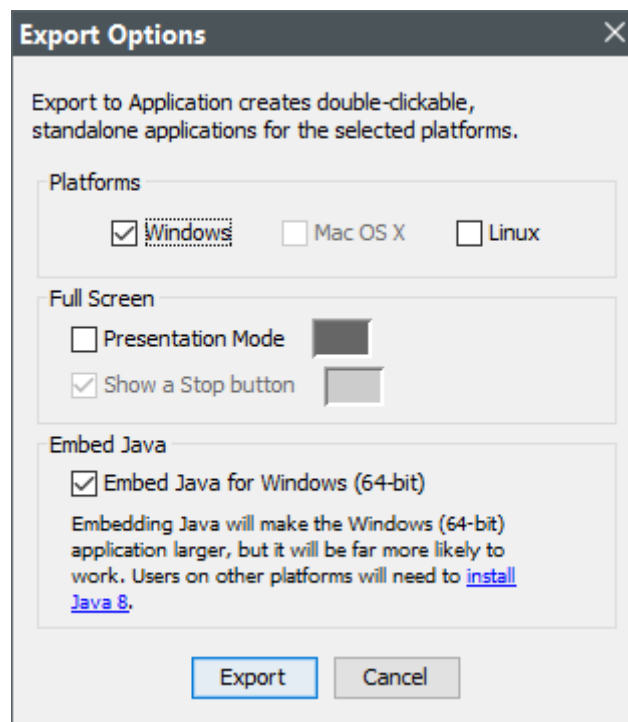 Export Options
Export to Application creates double-clickable,
standalone applications for the selected platforms.
Platforms
Windows Mac OS X Linux
Full Screen
Presentation Mode
Show a Stop button
Embed Java
Embed Java for Windows (64-bit)
Embedding Java will make the Windows (64-bit)
application larger, but it will be far more likely to
work. Users on other platforms will need to install
Java 8.
Export Cancel